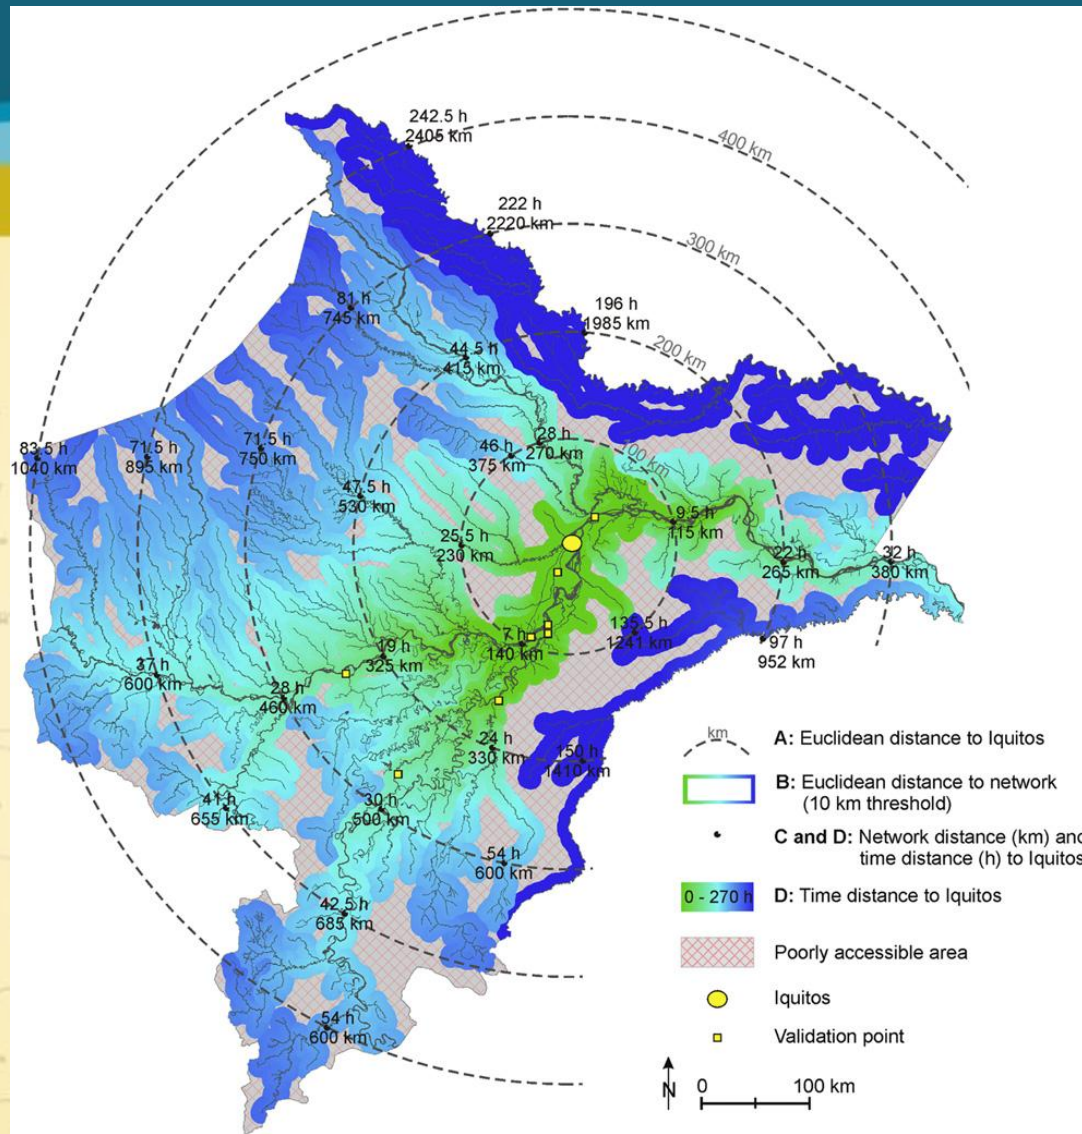 242.5 h
2405 km
400 km
222 h
2220 km
300 km
196 h
1985 km
81 h
745 km
200 km
44.5 h
415 km
28 h
270 km
100 km
46 h
375 km
83.5 h
1040 km
71.5 h
895 km
71.5 h
750 km
47.5 h
530 km
25.5 h
230 km
9.5 h
115 km
22 h
265 km
32 h
380 km
135.5 h
1241 km
97 h
952 km
7 h
140 km
19 h
325 km
37 h
600 km
28 h
460 km
24 h
330 km
150 h
1410 km
41 h
655 km
30 h
500 km
54 h
600 km
42.5 h
685 km
54 h
600 km
km
A: Euclidean distance to Iquitos
B: Euclidean distance to network
(10 km threshold)
C and D: Network distance (km) and
time distance (h) to Iquitos
0 - 270 h
D: Time distance to Iquitos
Poorly accessible area
Iquitos
Validation point
N
0 100 km